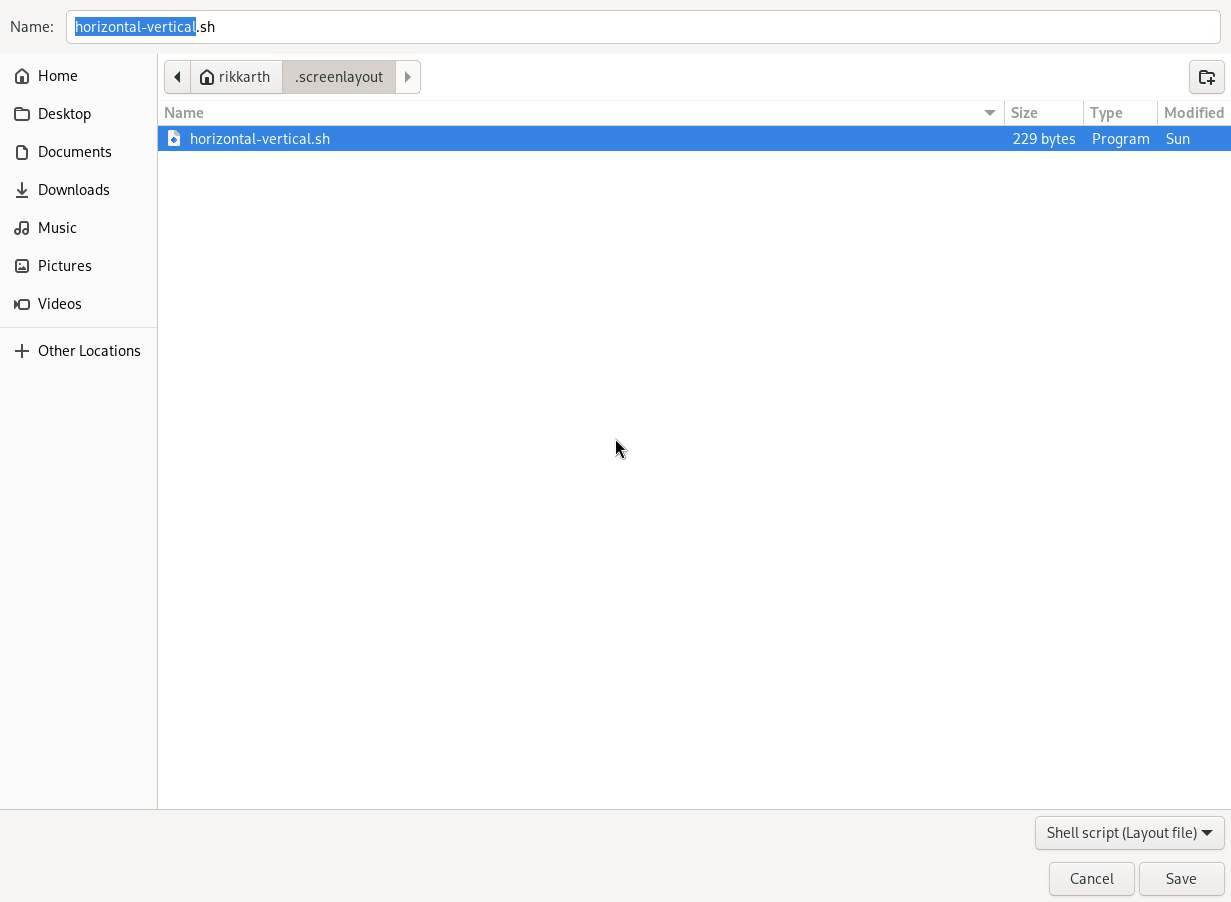 Name: horizontal-vertical.sh
Home
Desktop
Documents
Downloads
Music
Pictures
Videos
Other Locations
rikkarth .screenlayout
Name Size Type Modified
horizontal-vertical.sh 229 bytes Program Sun
Shell script (Layout file)
Cancel Save